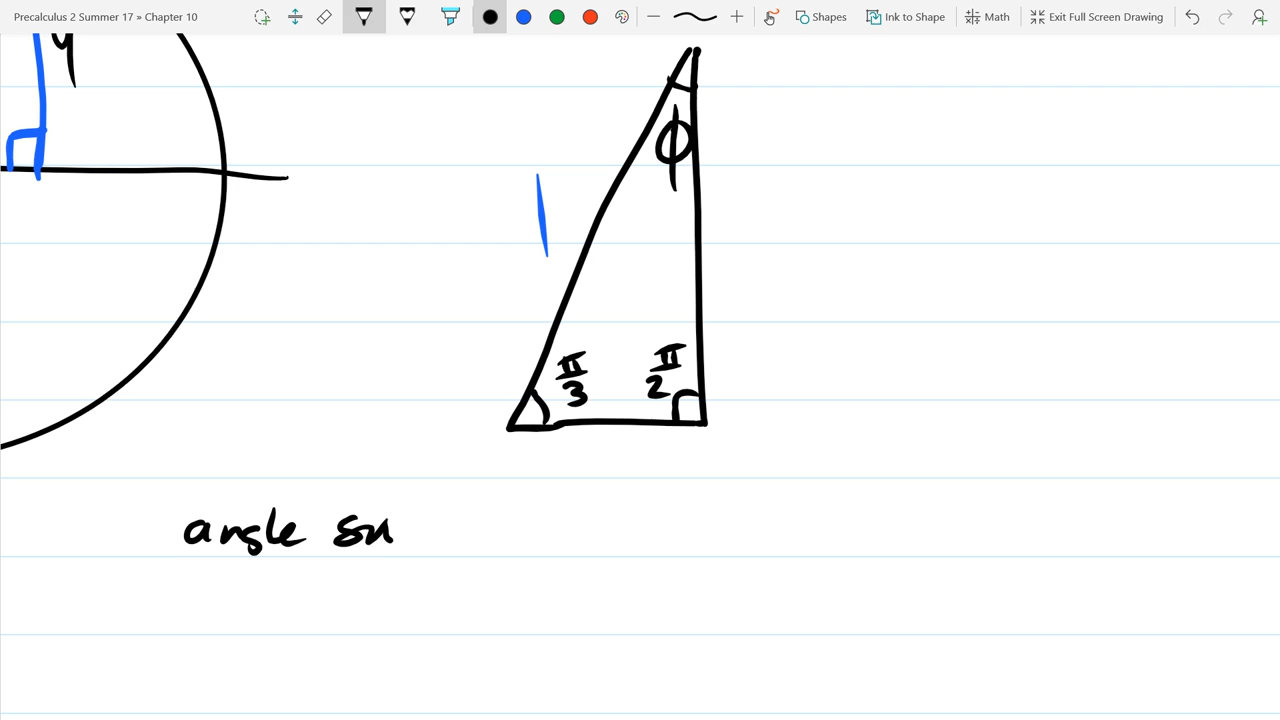 Precalculus 2 Summer 17 » Chapter 10
Shapes
Ink to Shape
Math
Exit Full Screen Drawing
y
ϕ
1
π/3
π/2
angle su